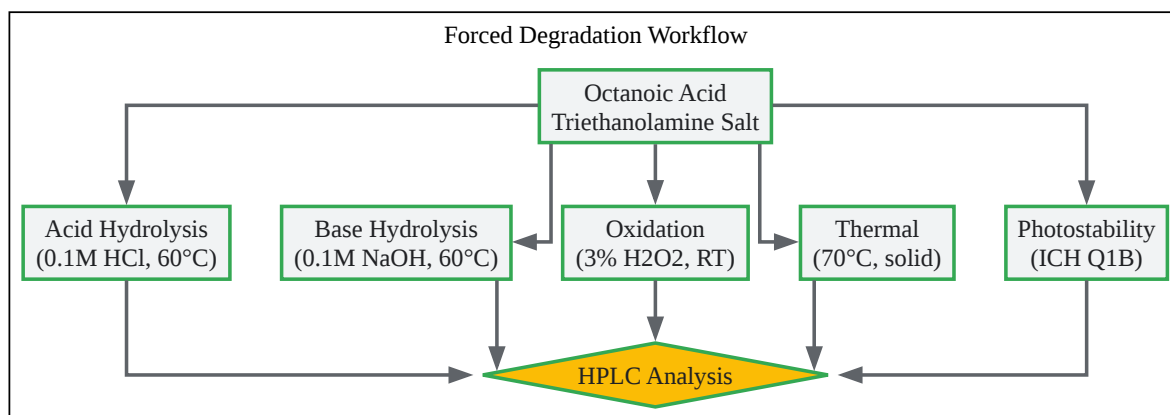 Forced Degradation Workflow
Octanoic Acid
Triethanolamine Salt
Acid Hydrolysis
(0.1M HCl, 60°C)
Base Hydrolysis
(0.1M NaOH, 60°C)
Oxidation
(3% H2O2, RT)
Thermal
(70°C, solid)
Photostability
(ICH Q1B)
HPLC Analysis